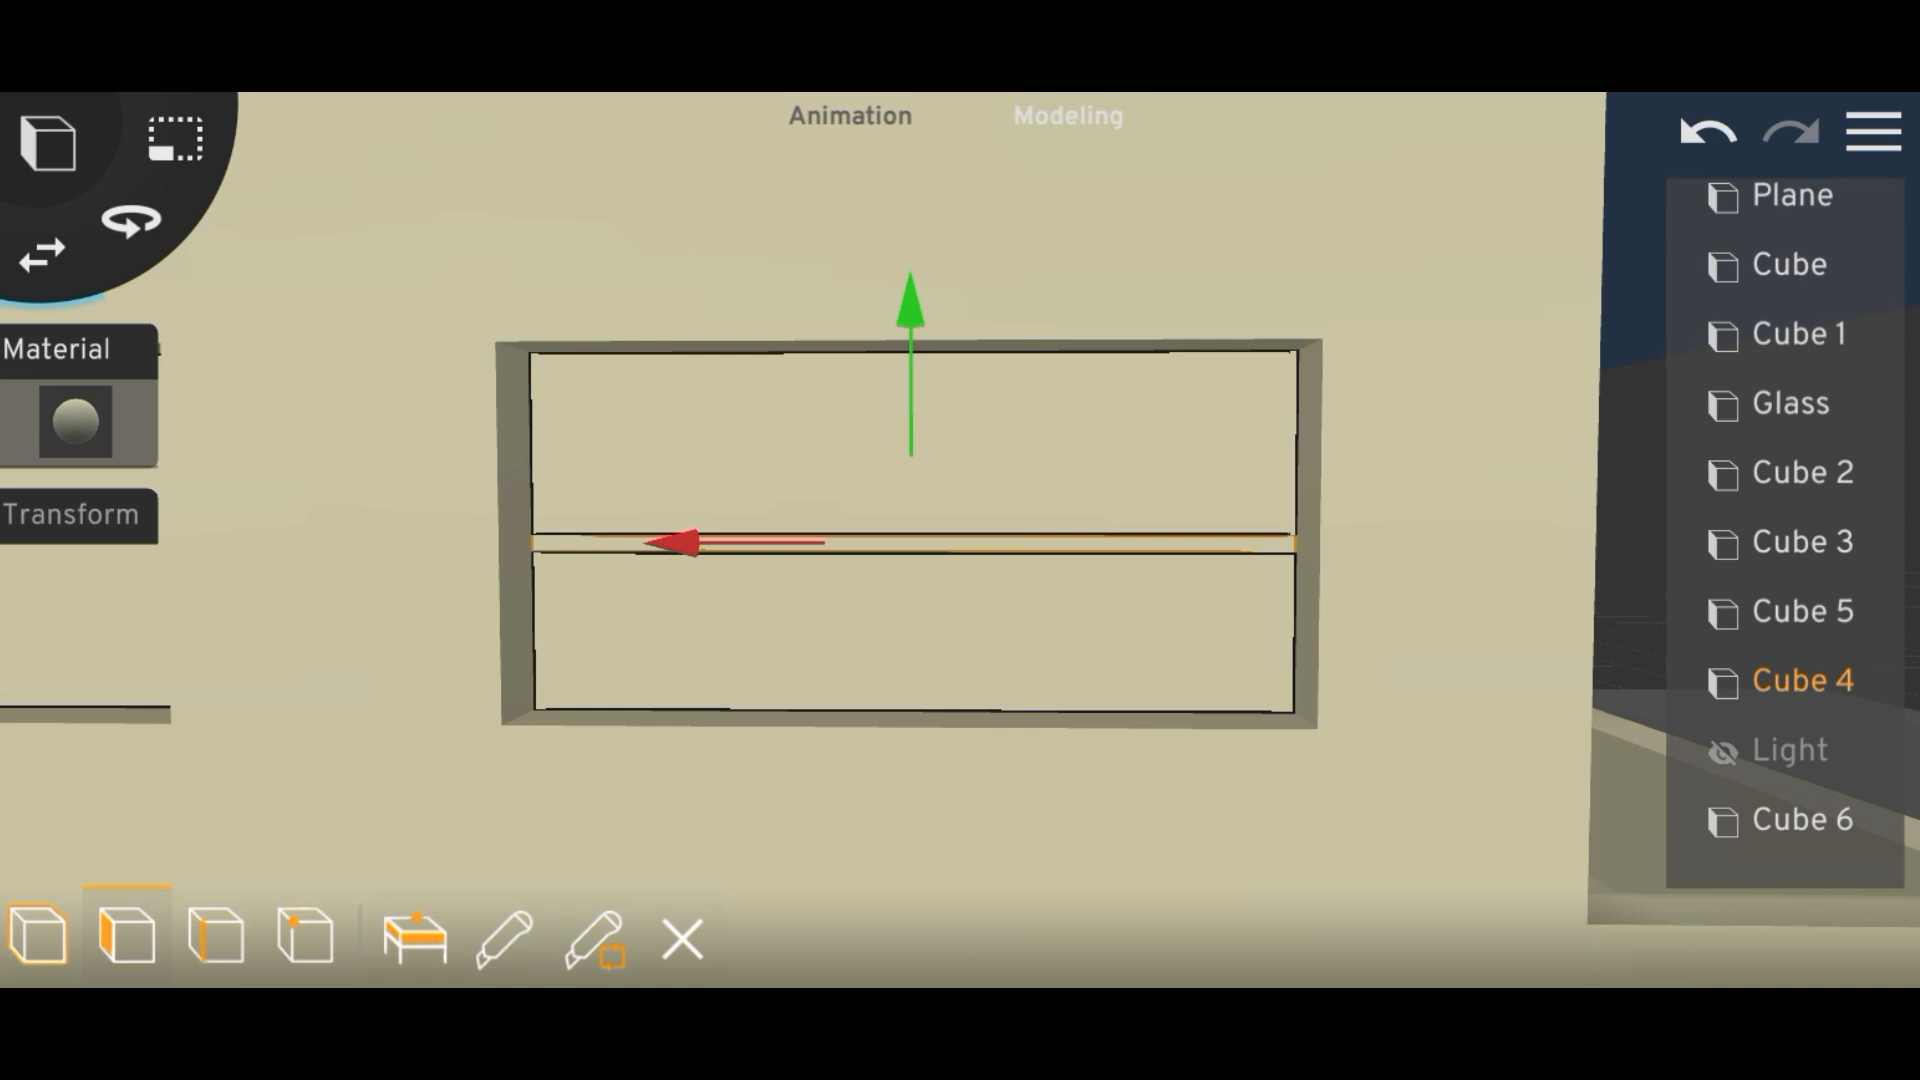 Animation
Modeling
Material
Transform
Plane
Cube
Cube 1
Glass
Cube 2
Cube 3
Cube 5
Cube 4
Light
Cube 6